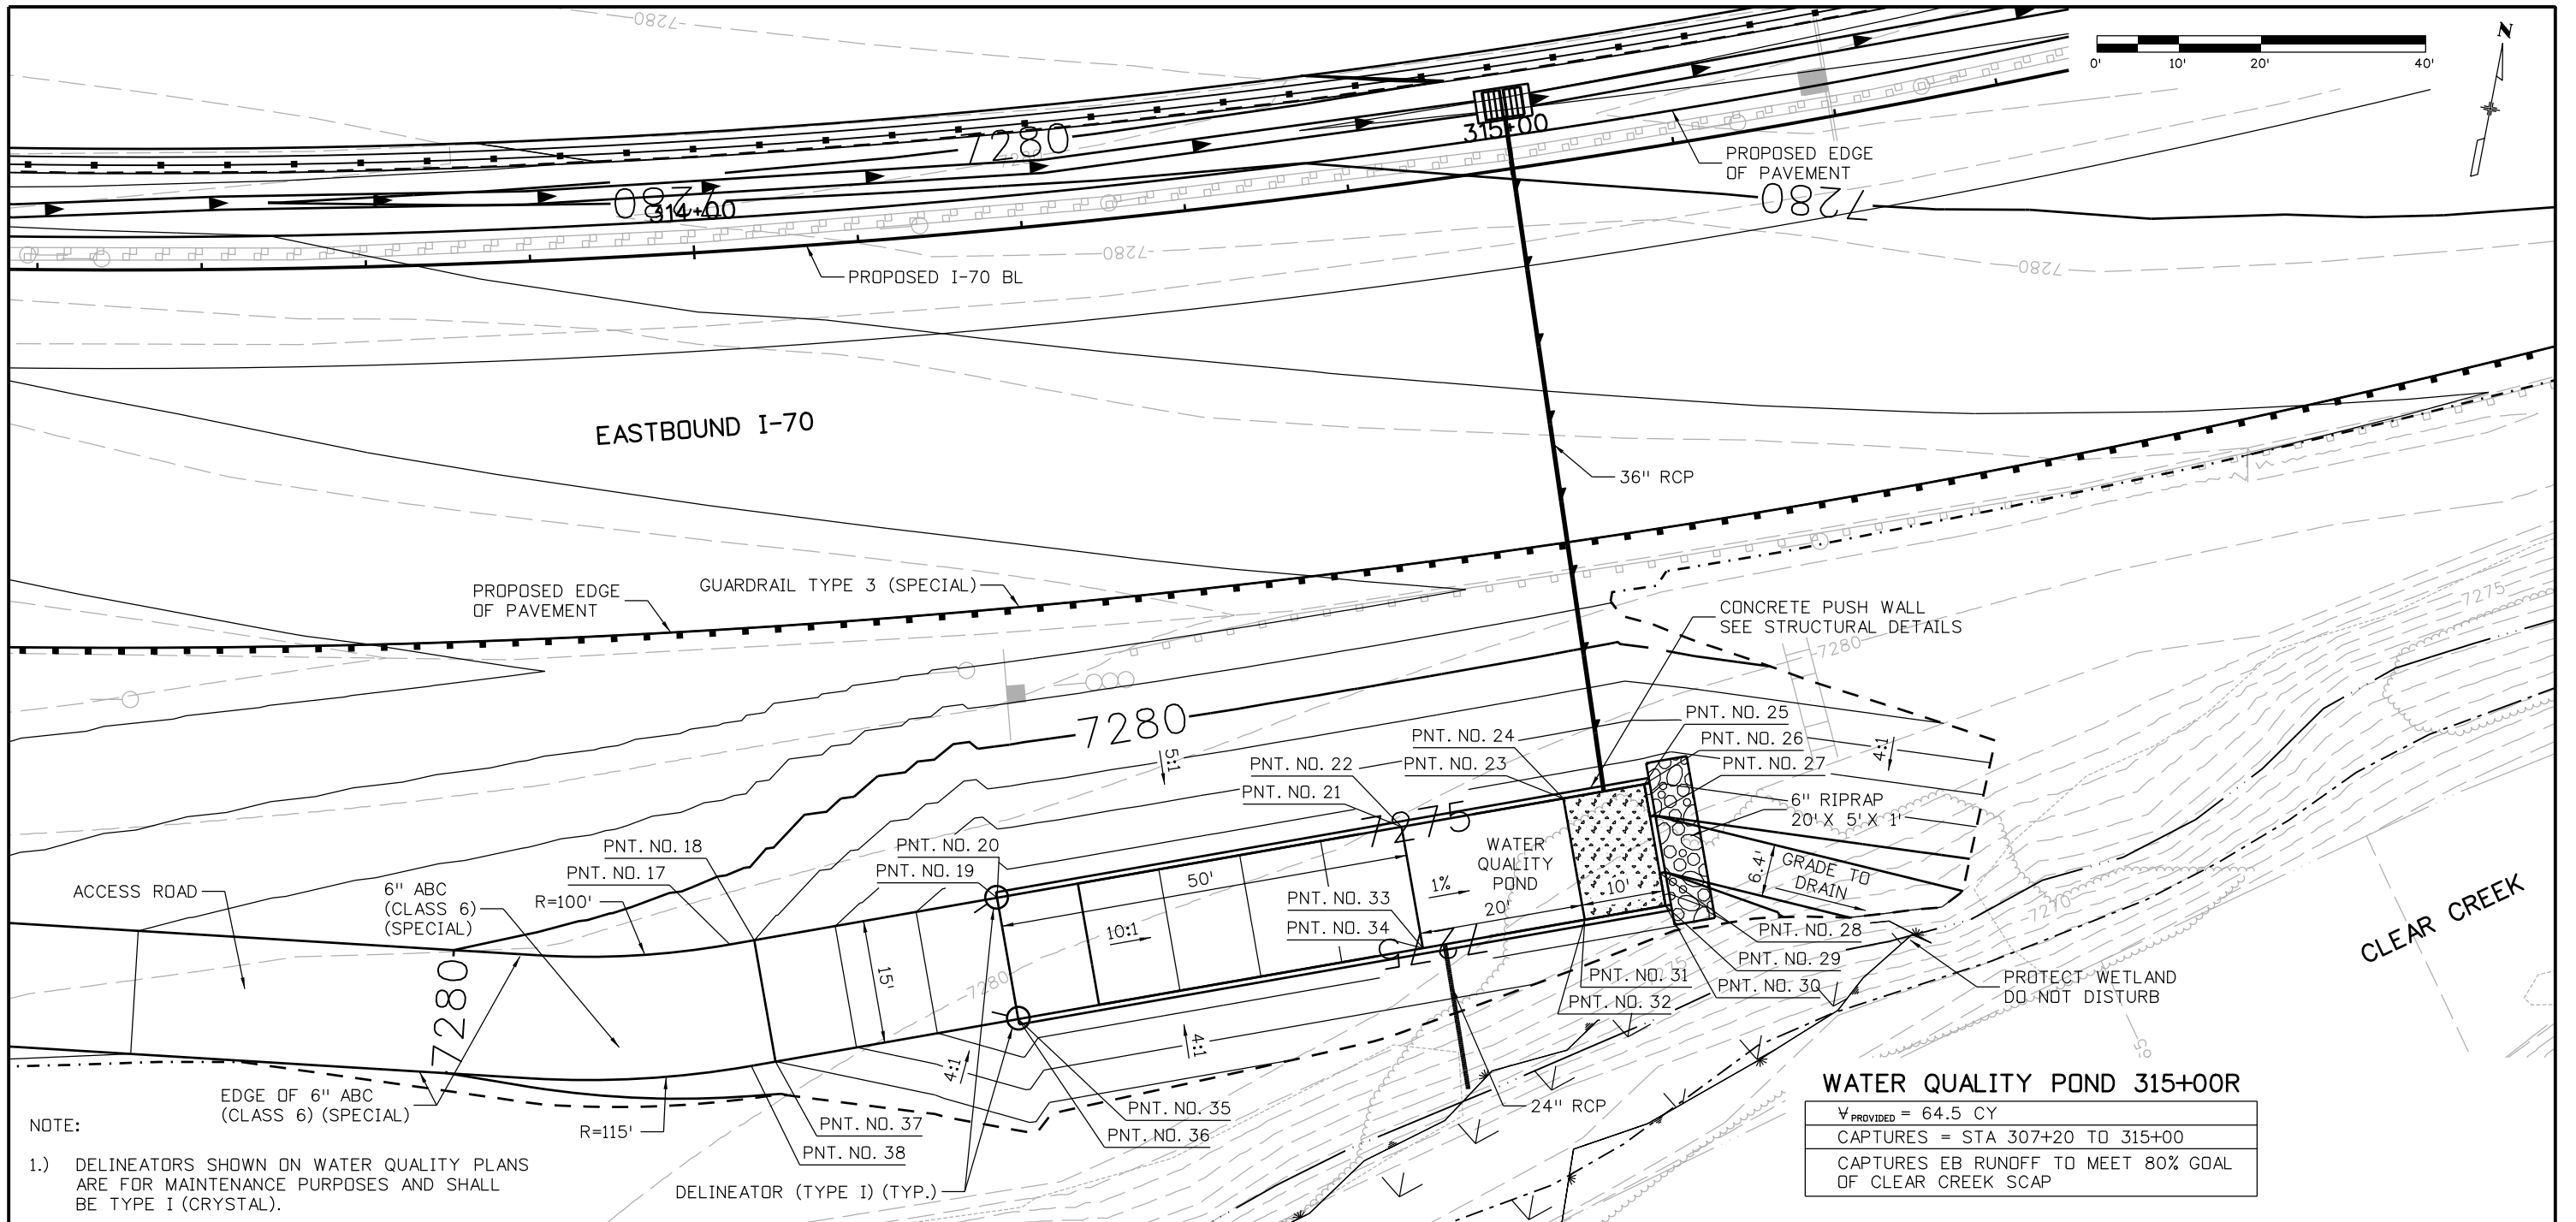 7280
N
0'
10'
20'
40'
7280
7280
315+00
PROPOSED EDGE
OF PAVEMENT
7280
314+00
7280
7280
7280
PROPOSED I-70 BL
EASTBOUND I-70
36" RCP
PROPOSED EDGE
OF PAVEMENT
GUARDRAIL TYPE 3 (SPECIAL)
CONCRETE PUSH WALL
SEE STRUCTURAL DETAILS
7275
7280
7280
5:1
PNT. NO. 24
PNT. NO. 25
PNT. NO. 26
4:1
PNT. NO. 22
PNT. NO. 23
PNT. NO. 27
PNT. NO. 21
6" RIPRAP
20' X 5' X 1'
7275
PNT. NO. 18
PNT. NO. 20
WATER
QUALITY
POND
PNT. NO. 17
PNT. NO. 19
6.4'
GRADE TO
DRAIN
ACCESS ROAD
6" ABC
(CLASS 6)
(SPECIAL)
R=100'
50'
1%
10'
20'
PNT. NO. 33
PNT. NO. 34
7270
CLEAR CREEK
10:1
PNT. NO. 28
15'
7275
PNT. NO. 29
PNT. NO. 31
PNT. NO. 30
PNT. NO. 32
7280
7280
PROTECT WETLAND
DO NOT DISTURB
4:1
4:1
EDGE OF 6" ABC
(CLASS 6) (SPECIAL)
R=115'
PNT. NO. 35
PNT. NO. 36
PNT. NO. 37
PNT. NO. 38
24" RCP
DELINEATOR (TYPE I) (TYP.)
NOTE:
1.) DELINEATORS SHOWN ON WATER QUALITY PLANS
ARE FOR MAINTENANCE PURPOSES AND SHALL
BE TYPE I (CRYSTAL).
WATER QUALITY POND 315+00R
V PROVIDED = 64.5 CY
CAPTURES = STA 307+20 TO 315+00
CAPTURES EB RUNOFF TO MEET 80% GOAL
OF CLEAR CREEK SCAP